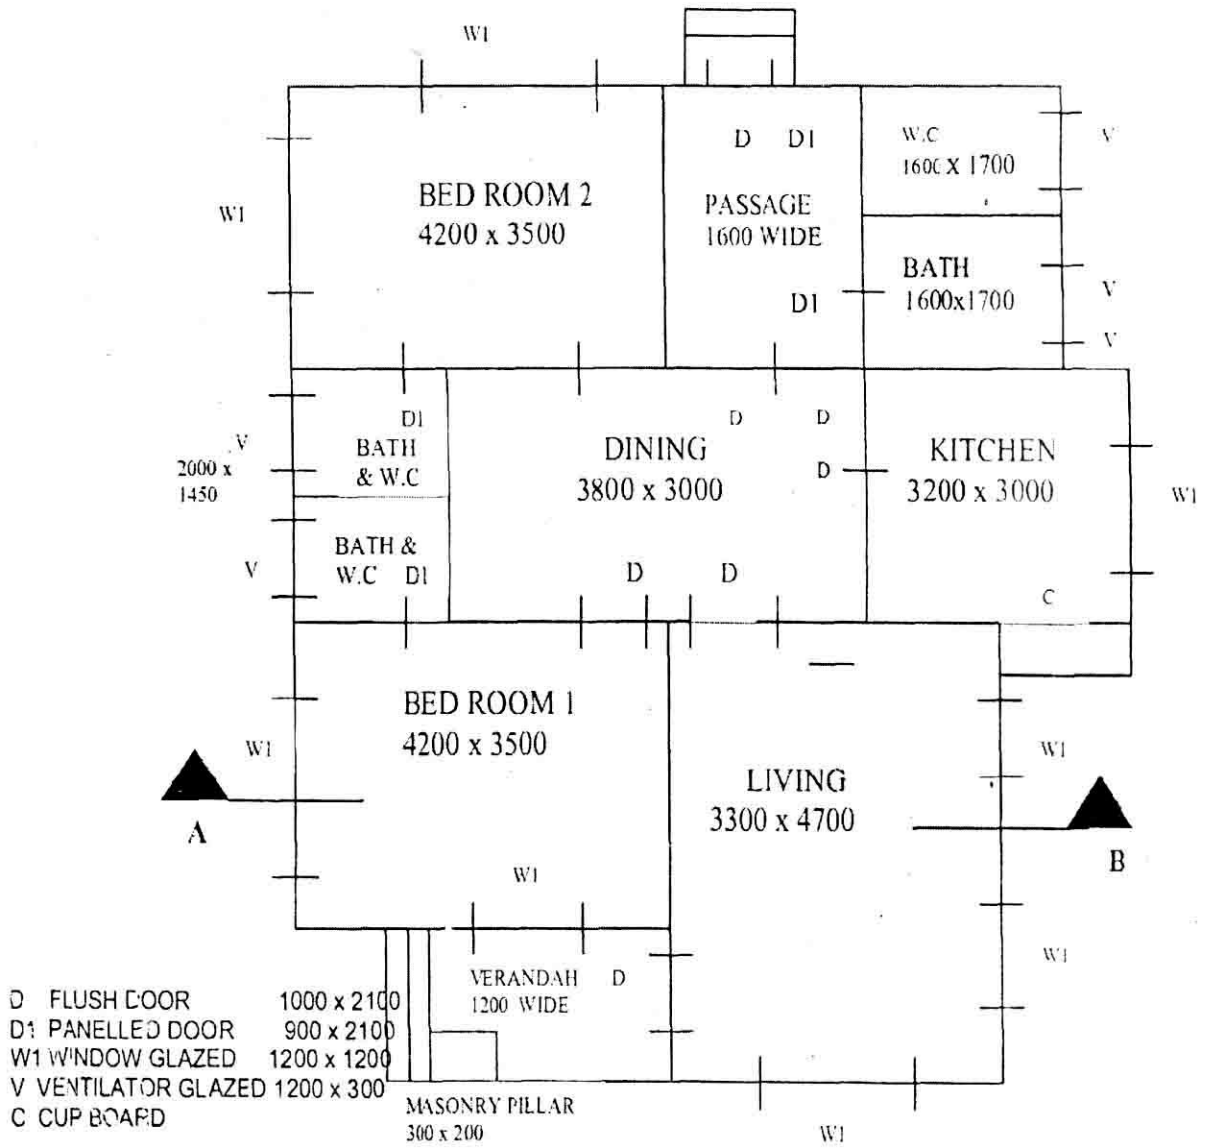 W1
D D1
W.C
1600 X 1700
V
W1
BED ROOM 2
4200 x 3500
PASSAGE
1600 WIDE
D1
BATH
1600x1700
V
V
D1
BATH
& W.C
V
2000 x
1450
DINING
3800 x 3000
D D
D
KITCHEN
3200 x 3000
W1
BATH &
W.C D1
V
D D
C
BED ROOM 1
4200 x 3500
W1
W1
LIVING
3300 x 4700
A
B
W1
W1
VERANDAH D
1200 WIDE
D FLUSH DOOR 1000 x 2100
D1 PANELLED DOOR 900 x 2100
W1 WINDOW GLAZED 1200 x 1200
V VENTILATOR GLAZED 1200 x 300
C CUP BOARD
MASONRY PILLAR
300 x 200
W1